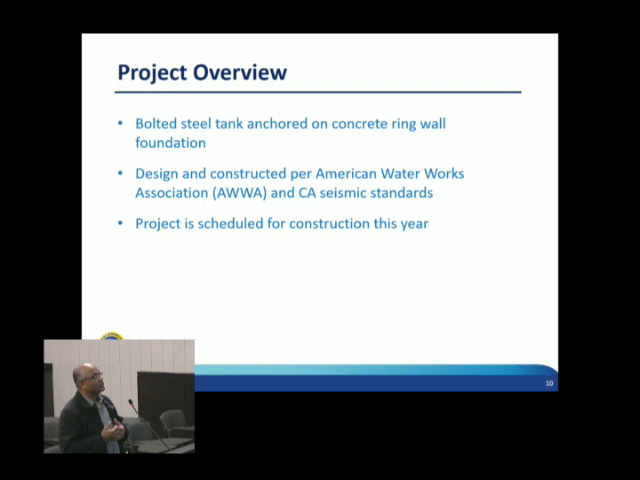 Project Overview
• Bolted steel tank anchored on concrete ring wall
foundation
• Design and constructed per American Water Works
Association (AWWA) and CA seismic standards
• Project is scheduled for construction this year
10